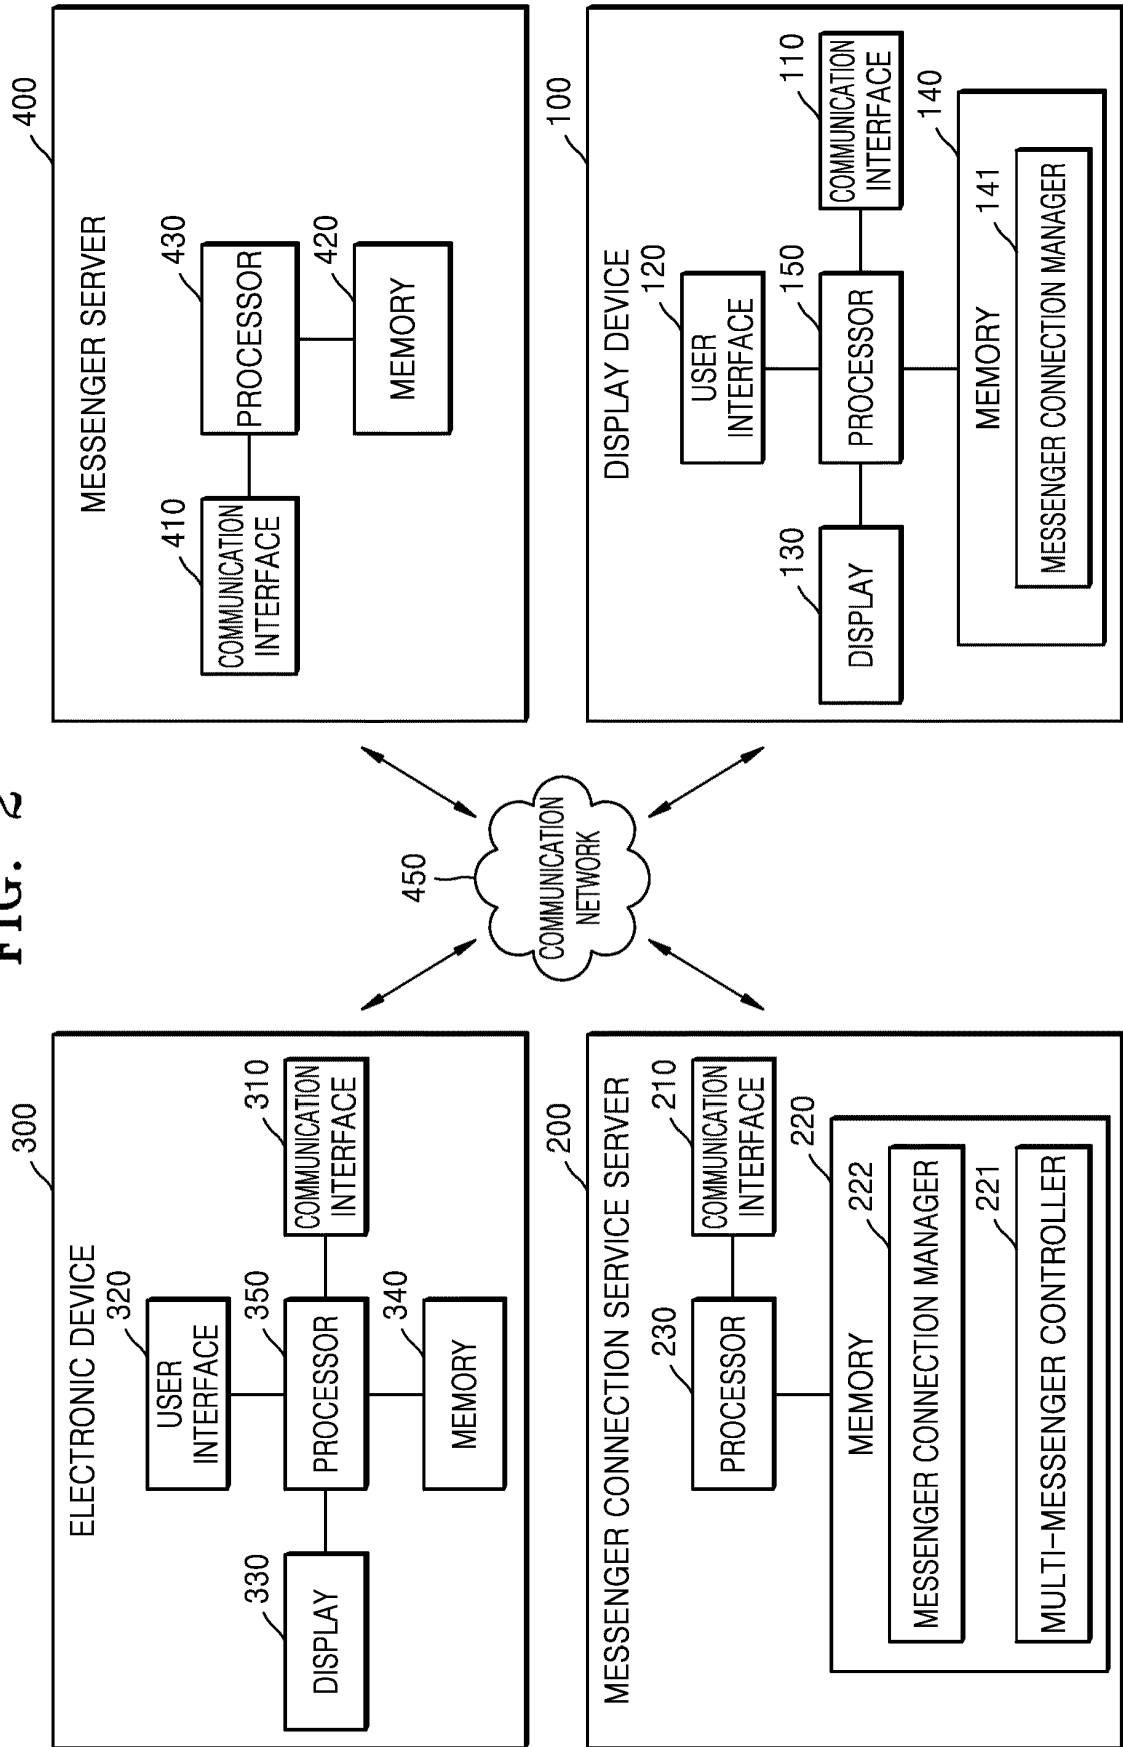 FIG. 2
300
ELECTRONIC DEVICE
320
USER
INTERFACE
330
DISPLAY
350
PROCESSOR
310
COMMUNICATION
INTERFACE
340
MEMORY
400
MESSENGER SERVER
410
COMMUNICATION
INTERFACE
430
PROCESSOR
420
MEMORY
450
COMMUNICATION
NETWORK
200
MESSENGER CONNECTION SERVICE SERVER
230
PROCESSOR
210
COMMUNICATION
INTERFACE
220
MEMORY
222
MESSENGER CONNECTION MANAGER
221
MULTI-MESSENGER CONTROLLER
100
DISPLAY DEVICE
120
USER
INTERFACE
130
DISPLAY
150
PROCESSOR
110
COMMUNICATION
INTERFACE
140
MEMORY
141
MESSENGER CONNECTION MANAGER